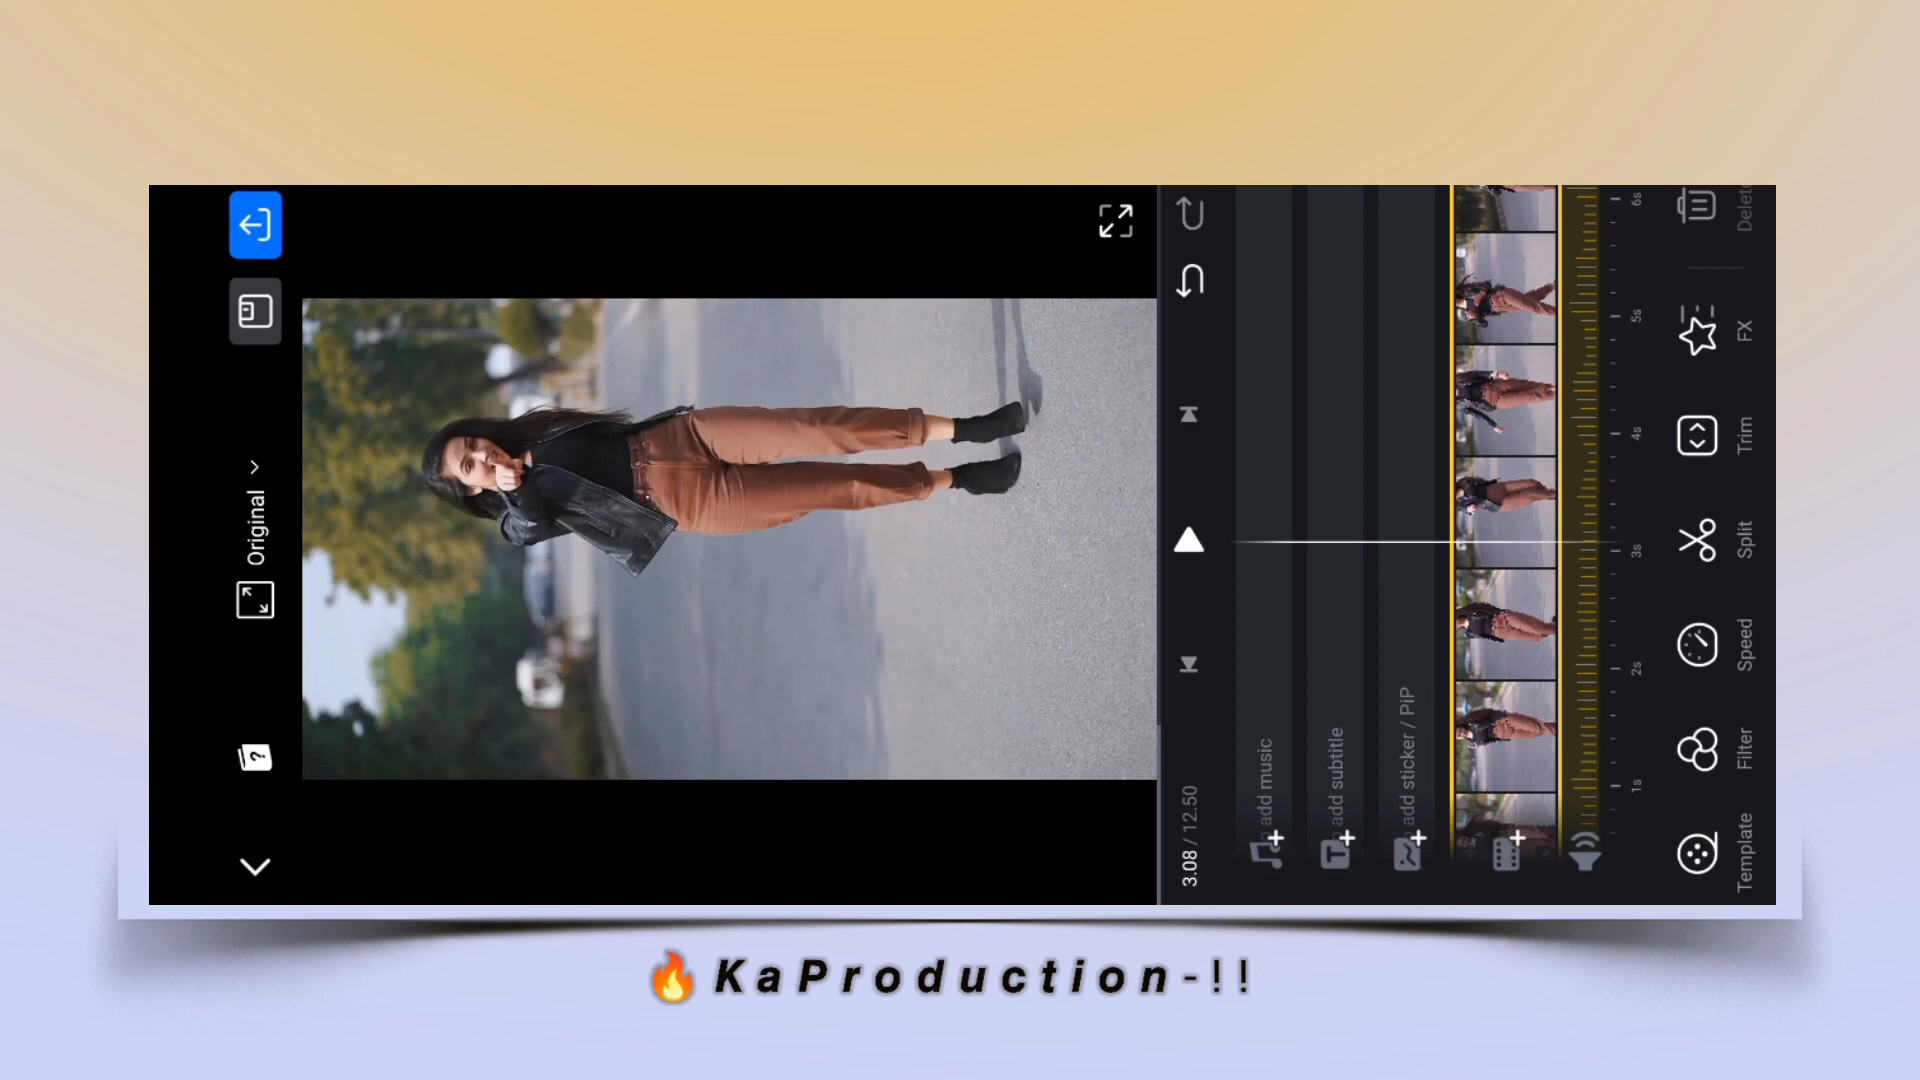 Original
3.08 / 12.50
add music
add subtitle
add sticker / PiP
1s 2s 3s 4s 5s 6s
Template Filter Speed Split Trim FX Delete
🔥 KaProduction-!!